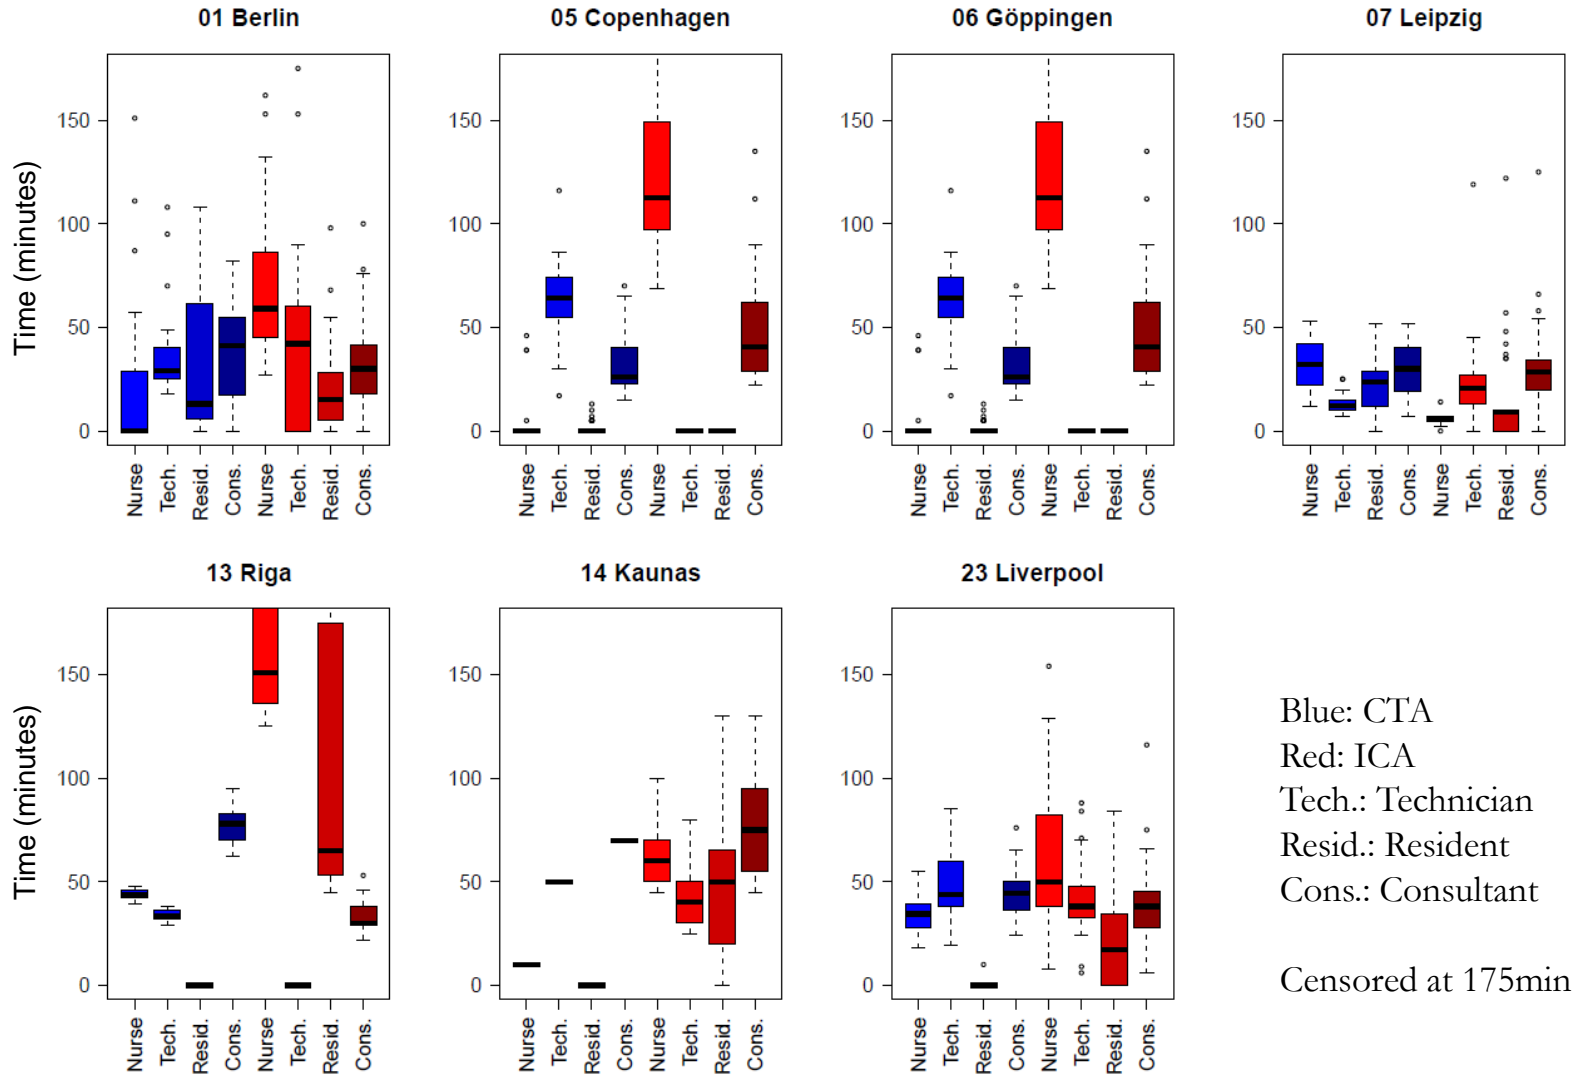 01 Berlin
05 Copenhagen
06 Göppingen
07 Leipzig
Time (minutes)
150
100
50
0
Nurse
Tech.
Resid.
Cons.
Nurse
Tech.
Resid.
Cons.
150
100
50
0
Nurse
Tech.
Resid.
Cons.
Nurse
Tech.
Resid.
Cons.
150
100
50
0
Nurse
Tech.
Resid.
Cons.
Nurse
Tech.
Resid.
Cons.
150
100
50
0
Nurse
Tech.
Resid.
Cons.
Nurse
Tech.
Resid.
Cons.
13 Riga
14 Kaunas
23 Liverpool
Time (minutes)
150
100
50
0
Nurse
Tech.
Resid.
Cons.
Nurse
Tech.
Resid.
Cons.
150
100
50
0
Nurse
Tech.
Resid.
Cons.
Nurse
Tech.
Resid.
Cons.
150
100
50
0
Nurse
Tech.
Resid.
Cons.
Nurse
Tech.
Resid.
Cons.
Blue: CTA
Red: ICA
Tech.: Technician
Resid.: Resident
Cons.: Consultant
Censored at 175min